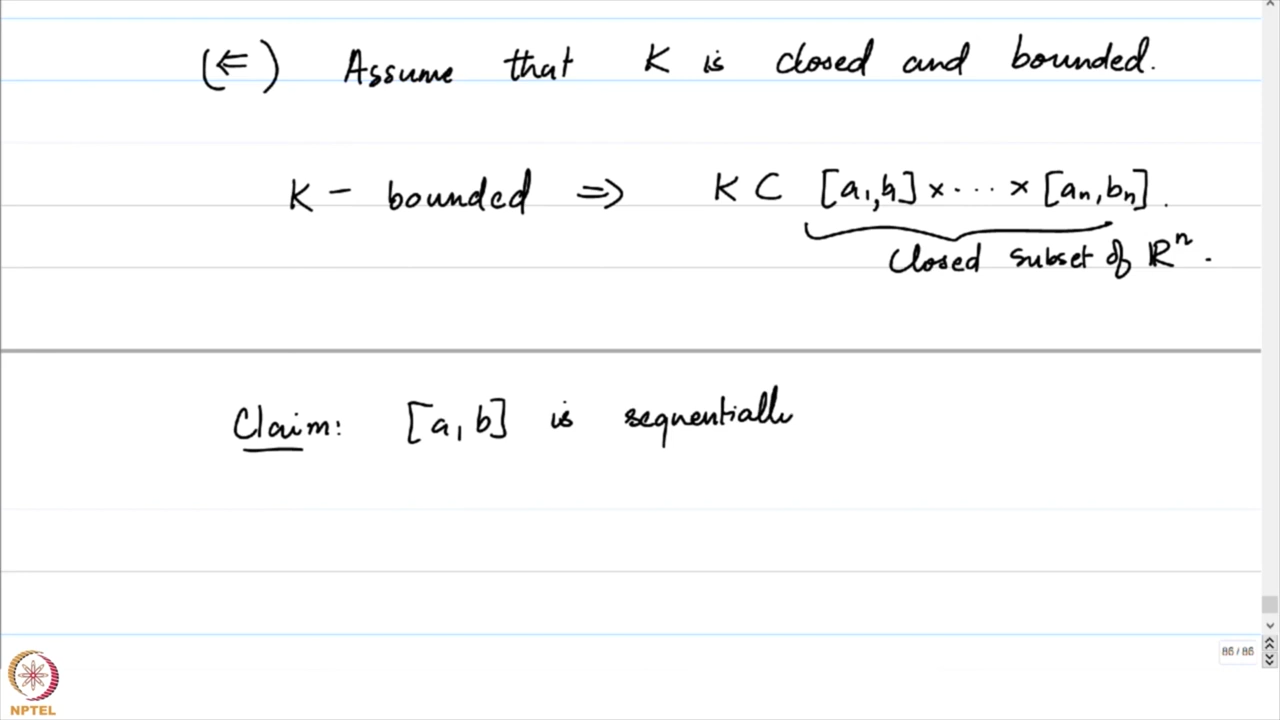 (⇐) Assume that K is closed and bounded.
K - bounded ⇒ K ⊂ [a₁, b₁] × ··· × [aₙ, bₙ].
Closed subset of ℝⁿ.
Claim: [a, b] is sequentially
86 / 86
NPTEL